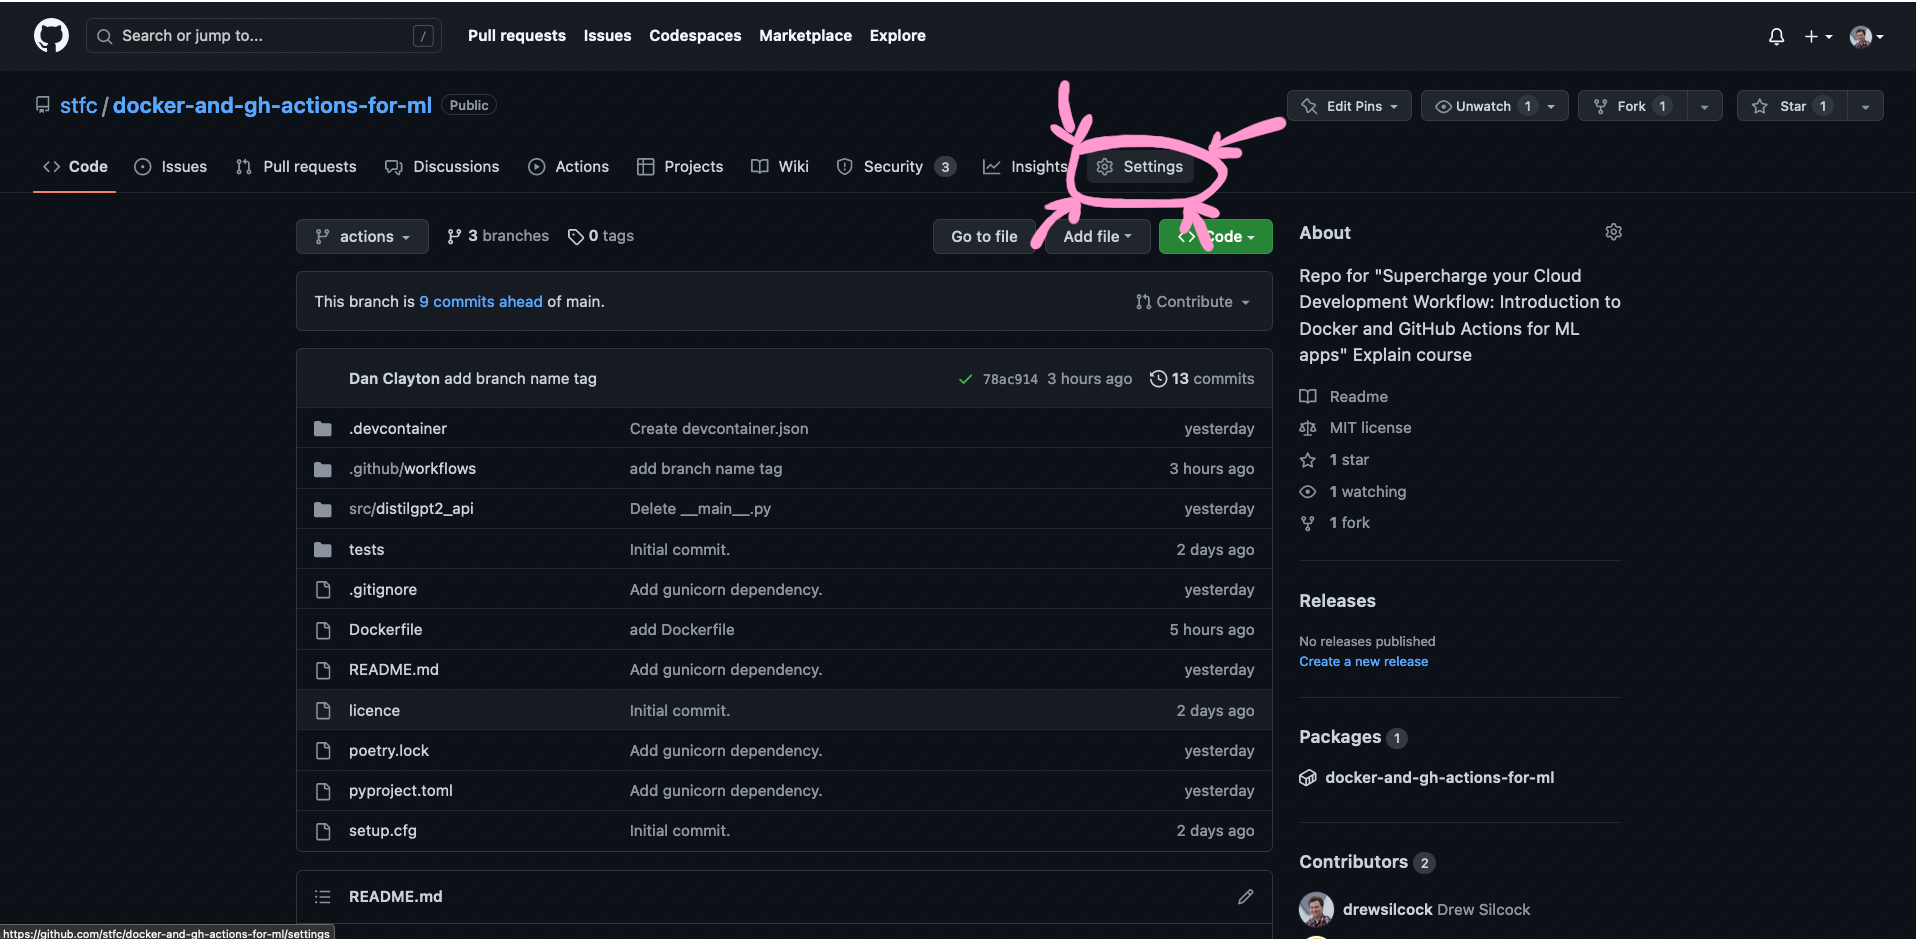 Search or jump to... / Pull requests Issues Codespaces Marketplace Explore
stfc / docker-and-gh-actions-for-ml Public Edit Pins Unwatch 1 Fork 1 Star 1
Code Issues Pull requests Discussions Actions Projects Wiki Security 3 Insights Settings
actions 3 branches 0 tags Go to file Add file Code
This branch is 9 commits ahead of main. Contribute
Dan Clayton add branch name tag 78ac914 3 hours ago 13 commits
.devcontainer Create devcontainer.json yesterday
.github/workflows add branch name tag 3 hours ago
src/distilgpt2_api Delete __main__.py yesterday
tests Initial commit. 2 days ago
.gitignore Add gunicorn dependency. yesterday
Dockerfile add Dockerfile 5 hours ago
README.md Add gunicorn dependency. yesterday
licence Initial commit. 2 days ago
poetry.lock Add gunicorn dependency. yesterday
pyproject.toml Add gunicorn dependency. yesterday
setup.cfg Initial commit. 2 days ago
README.md
About
Repo for "Supercharge your Cloud
Development Workflow: Introduction to
Docker and GitHub Actions for ML
apps" Explain course
Readme
MIT license
1 star
1 watching
1 fork
Releases
No releases published
Create a new release
Packages 1
docker-and-gh-actions-for-ml
Contributors 2
drewsilcock Drew Silcock
https://github.com/stfc/docker-and-gh-actions-for-ml/settings